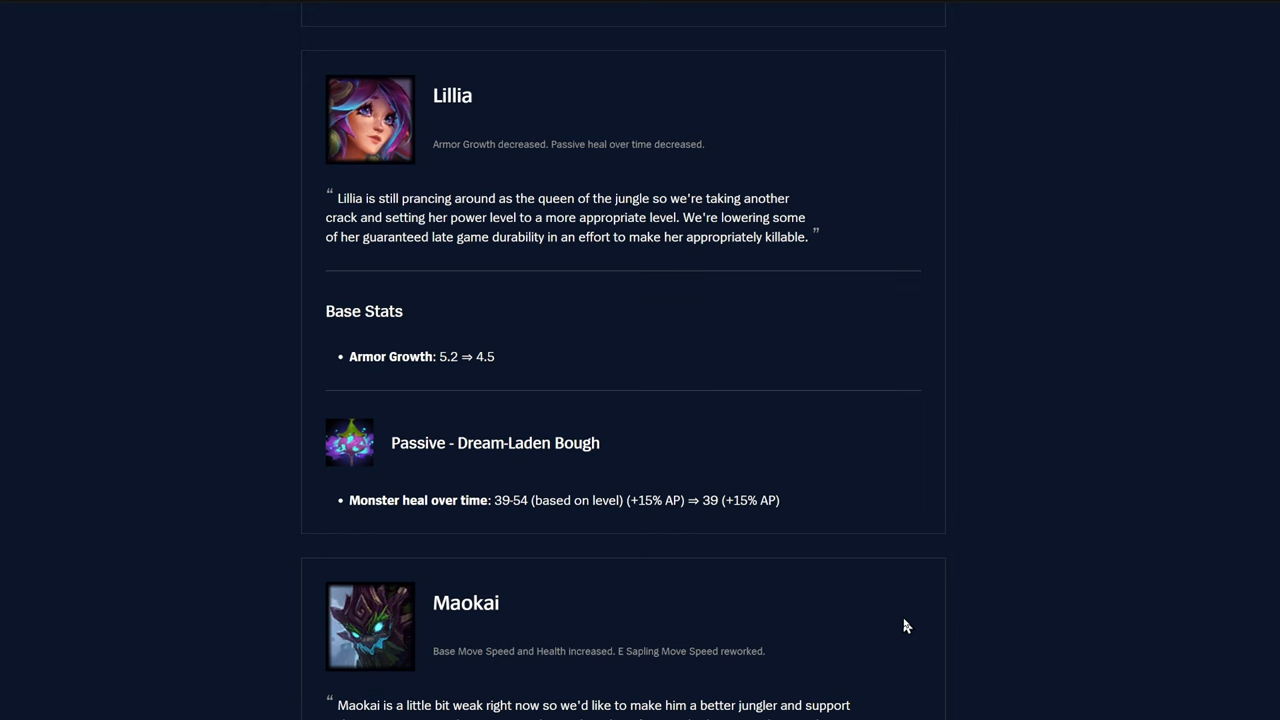 Lillia
Armor Growth decreased. Passive heal over time decreased.
“ Lillia is still prancing around as the queen of the jungle so we're taking another
crack and setting her power level to a more appropriate level. We're lowering some
of her guaranteed late game durability in an effort to make her appropriately killable. ”
Base Stats
• Armor Growth: 5.2 ⇒ 4.5
Passive - Dream-Laden Bough
• Monster heal over time: 39-54 (based on level) (+15% AP) ⇒ 39 (+15% AP)
Maokai
Base Move Speed and Health increased. E Sapling Move Speed reworked.
“ Maokai is a little bit weak right now so we'd like to make him a better jungler and support